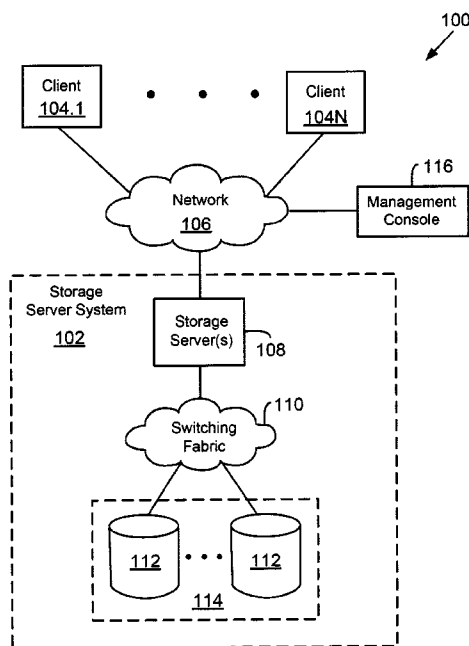 100
Client
104.1
Client
104N
116
Network
106
Management
Console
Storage
Server System
102
Storage
Server(s)
108
110
Switching
Fabric
112
112
114